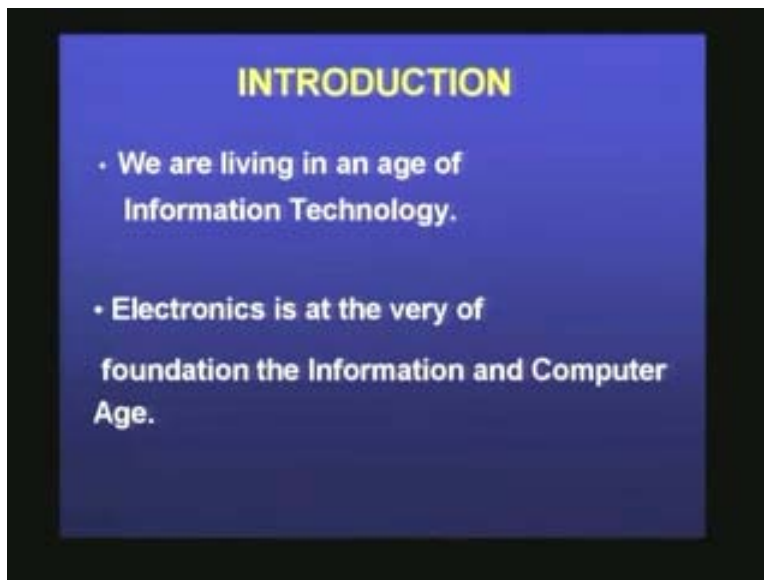 INTRODUCTION
• We are living in an age of
Information Technology.
• Electronics is at the very of
foundation the Information and Computer
Age.